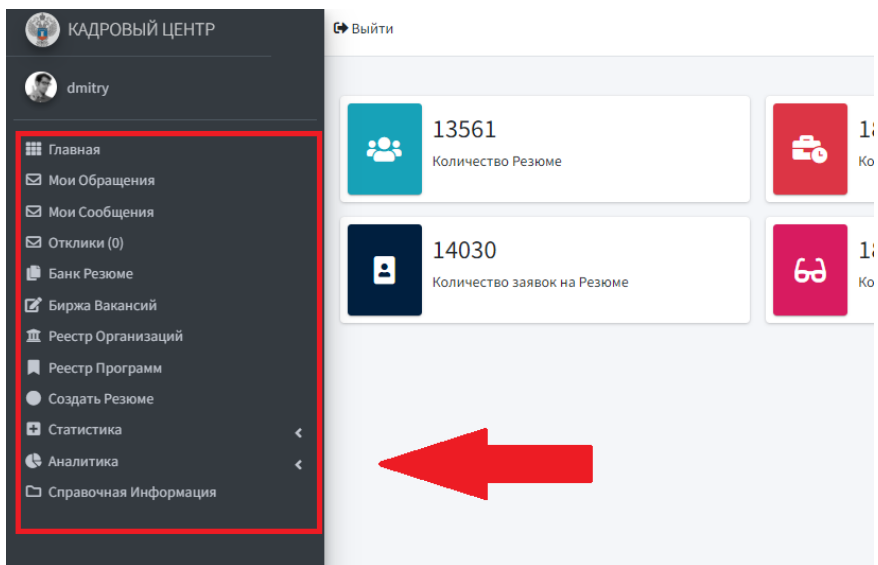 КАДРОВЫЙ ЦЕНТР
Выйти
dmitry
Главная
Мои Обращения
Мои Сообщения
Отклики (0)
Банк Резюме
Биржа Вакансий
Реестр Организаций
Реестр Программ
Создать Резюме
Статистика
Аналитика
Справочная Информация
13561
Количество Резюме
14030
Количество заявок на Резюме